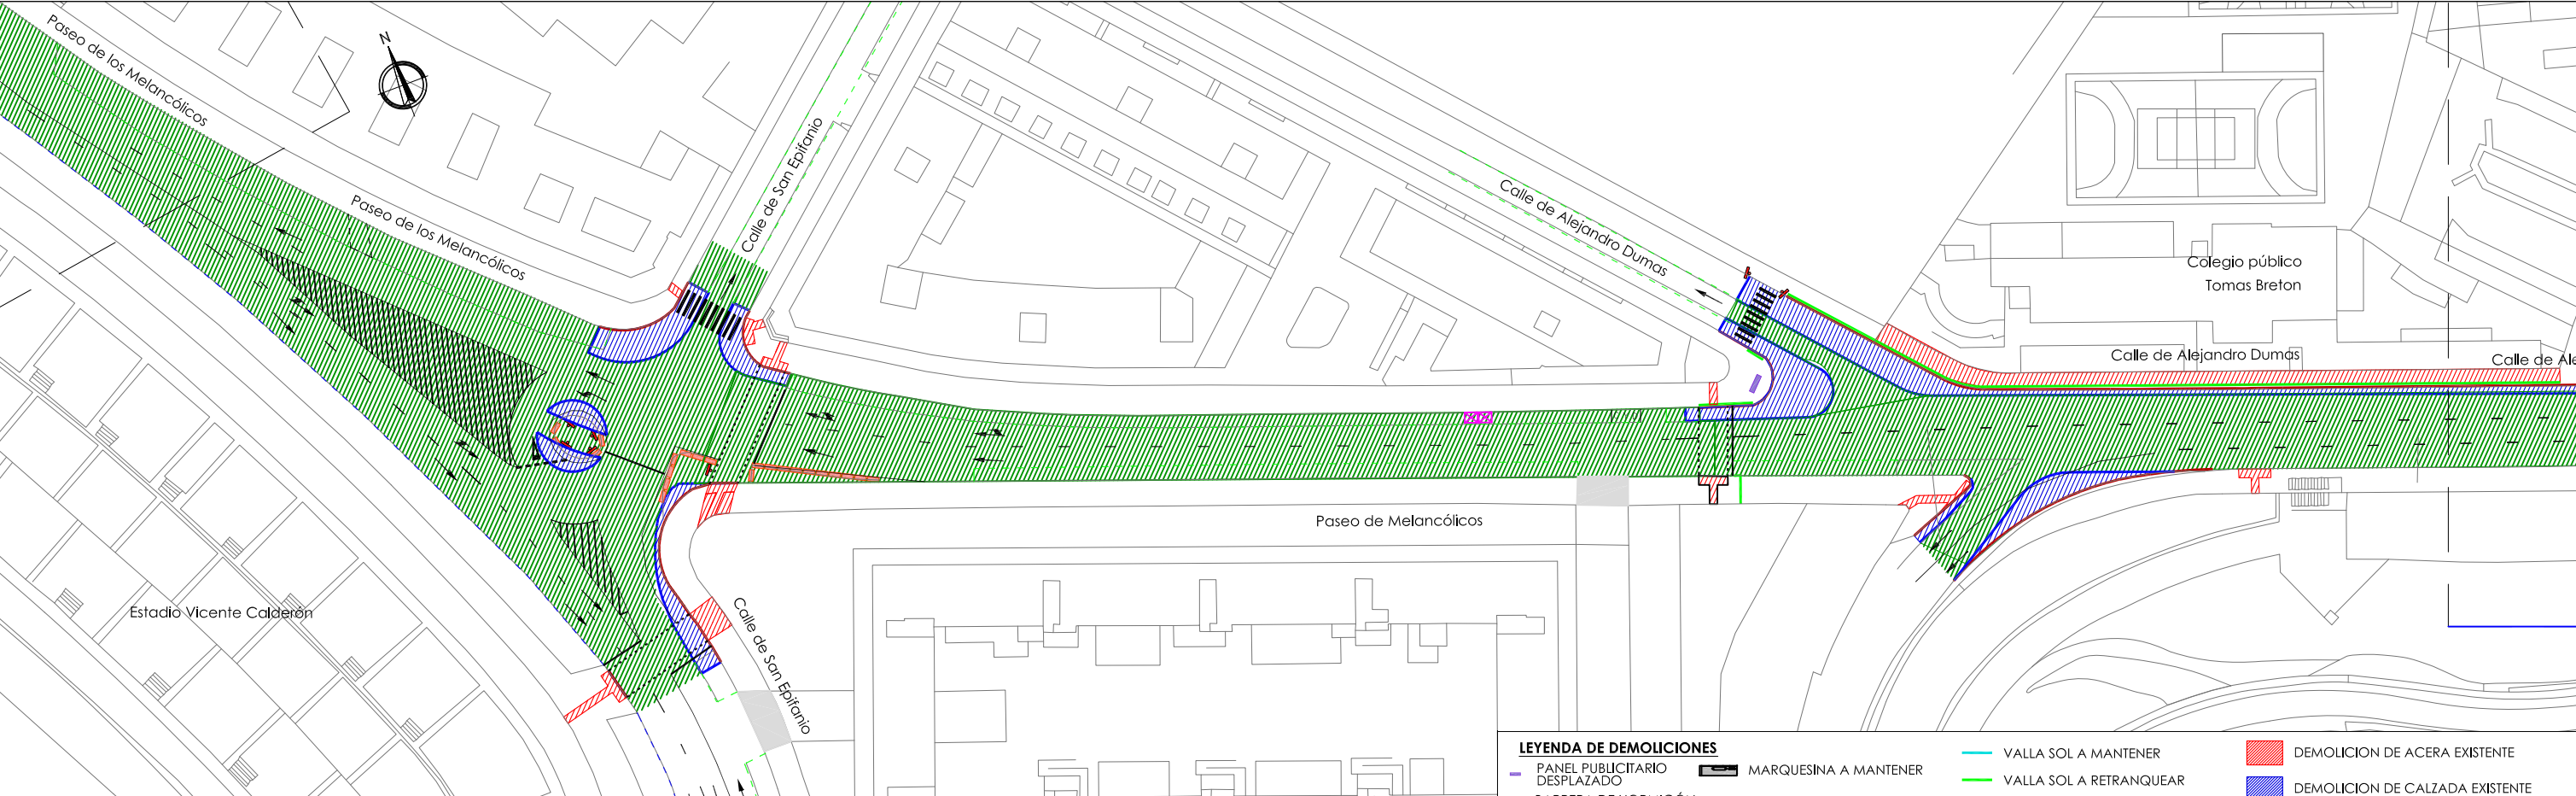 Paseo de los Melancólicos
N
Calle de San Epifanio
Paseo de los Melancólicos
Calle de Alejandro Dumas
Colegio público
Tomas Breton
Calle de Alejandro Dumas
Calle de Ale
Paseo de Melancólicos
Estadio Vicente Calderón
Calle de San Epifanio
LEYENDA DE DEMOLICIONES
PANEL PUBLICITARIO
DESPLAZADO
MARQUESINA A MANTENER
VALLA SOL A MANTENER
VALLA SOL A RETRANQUEAR
DEMOLICION DE ACERA EXISTENTE
DEMOLICION DE CALZADA EXISTENTE